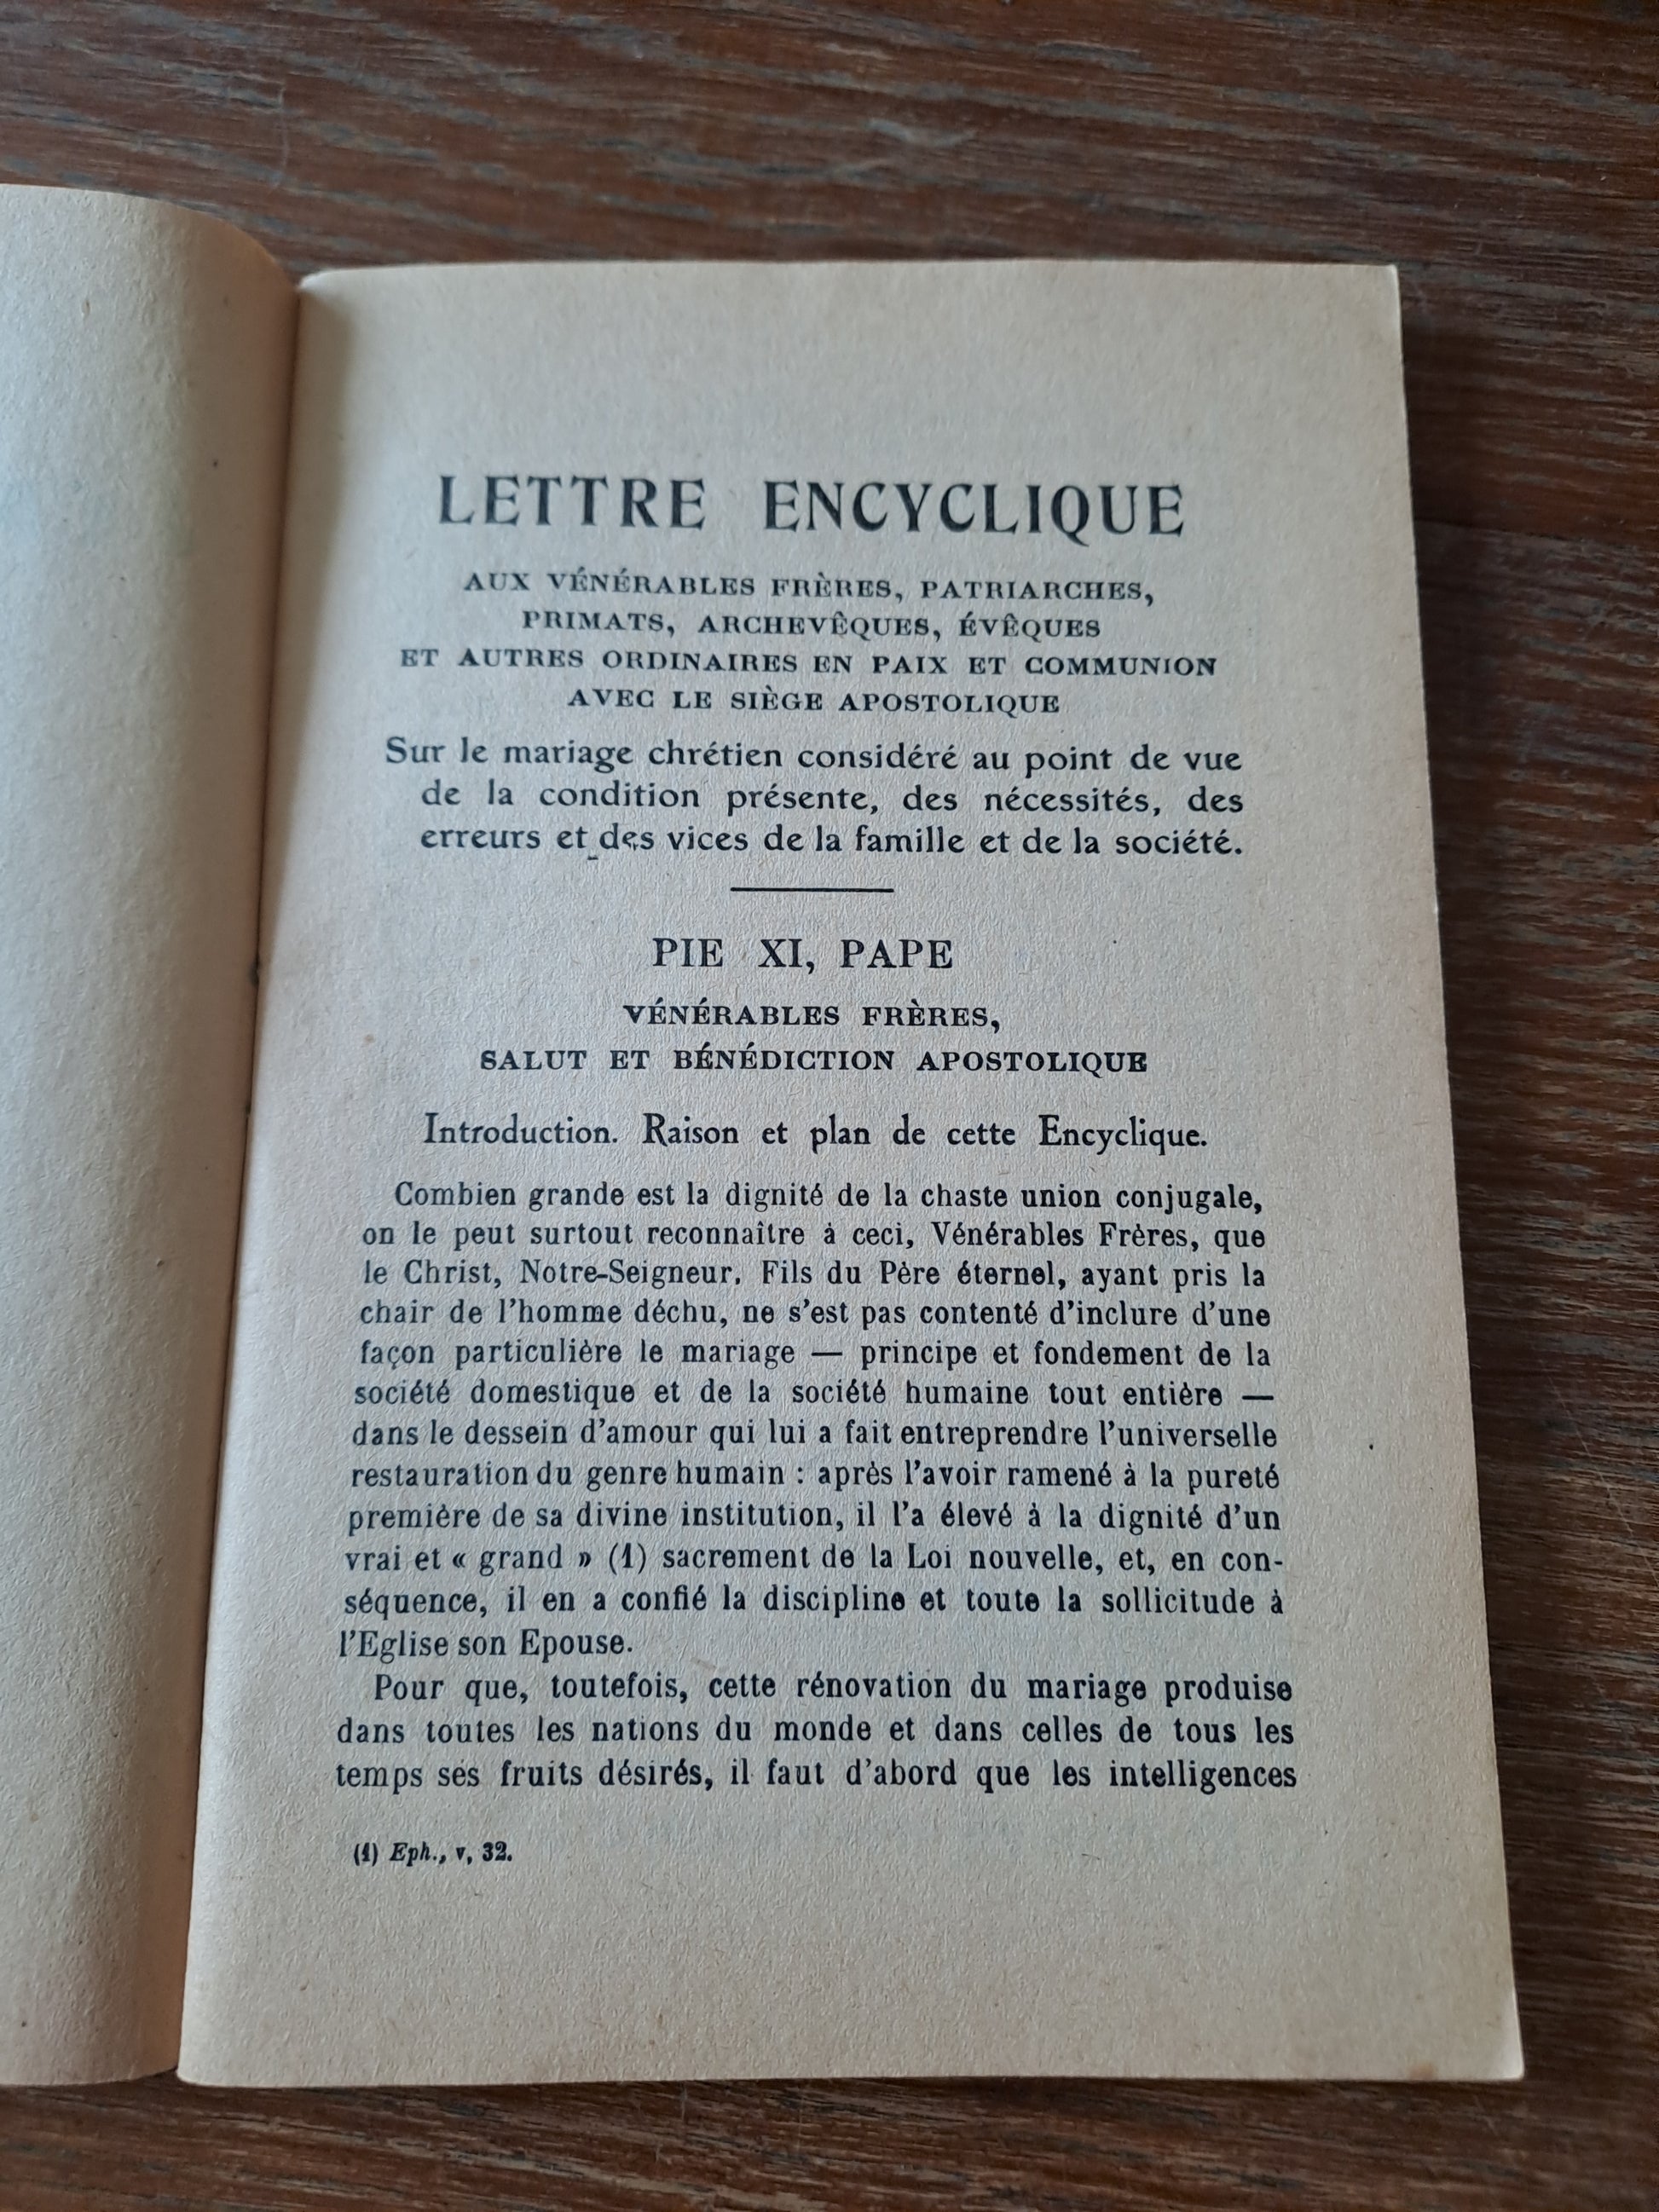 LETTRE ENCYCLIQUE
AUX VÉNÉRABLES FRÈRES, PATRIARCHES,
PRIMATS, ARCHEVÊQUES, ÉVÊQUES
ET AUTRES ORDINAIRES EN PAIX ET COMMUNION
AVEC LE SIÈGE APOSTOLIQUE
Sur le mariage chrétien considéré au point de vue
de la condition présente, des nécessités, des
erreurs et des vices de la famille et de la société.
PIE XI, PAPE
VÉNÉRABLES FRÈRES,
SALUT ET BÉNÉDICTION APOSTOLIQUE
Introduction. Raison et plan de cette Encyclique.
Combien grande est la dignité de la chaste union conjugale,
on le peut surtout reconnaître à ceci, Vénérables Frères, que
le Christ, Notre-Seigneur, Fils du Père éternel, ayant pris la
chair de l'homme déchu, ne s'est pas contenté d'inclure d'une
façon particulière le mariage — principe et fondement de la
société domestique et de la société humaine tout entière —
dans le dessein d'amour qui lui a fait entreprendre l'universelle
restauration du genre humain : après l'avoir ramené à la pureté
première de sa divine institution, il l'a élevé à la dignité d'un
vrai et « grand » (1) sacrement de la Loi nouvelle, et, en con-
séquence, il en a confié la discipline et toute la sollicitude à
l'Eglise son Epouse.
Pour que, toutefois, cette rénovation du mariage produise
dans toutes les nations du monde et dans celles de tous les
temps ses fruits désirés, il faut d'abord que les intelligences
(1) Eph., v, 32.